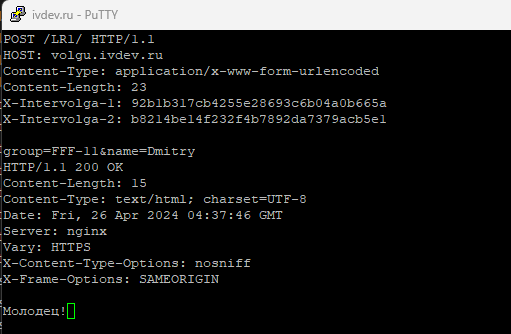 ivdev.ru - PuTTY
POST /LR1/ HTTP/1.1
HOST: volgu.ivdev.ru
Content-Type: application/x-www-form-urlencoded
Content-Length: 23
X-Intervolga-1: 92b1b317cb4255e28693c6b04a0b665a
X-Intervolga-2: b8214be14f232f4b7892da7379acb5e1
group=FFF-11&name=Dmitry
HTTP/1.1 200 OK
Content-Length: 15
Content-Type: text/html; charset=UTF-8
Date: Fri, 26 Apr 2024 04:37:46 GMT
Server: nginx
Vary: HTTPS
X-Content-Type-Options: nosniff
X-Frame-Options: SAMEORIGIN
Молодец!